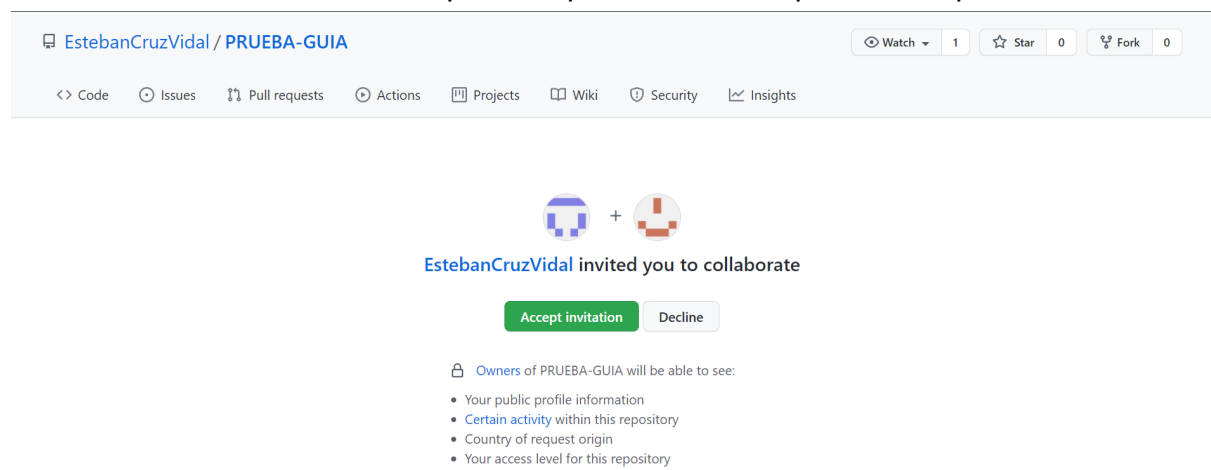 EstebanCruzVidal / PRUEBA-GUIA
Watch 1 Star 0 Fork 0
<> Code Issues Pull requests Actions Projects Wiki Security Insights
+
EstebanCruzVidal invited you to collaborate
Accept invitation Decline
Owners of PRUEBA-GUIA will be able to see:
• Your public profile information
• Certain activity within this repository
• Country of request origin
• Your access level for this repository